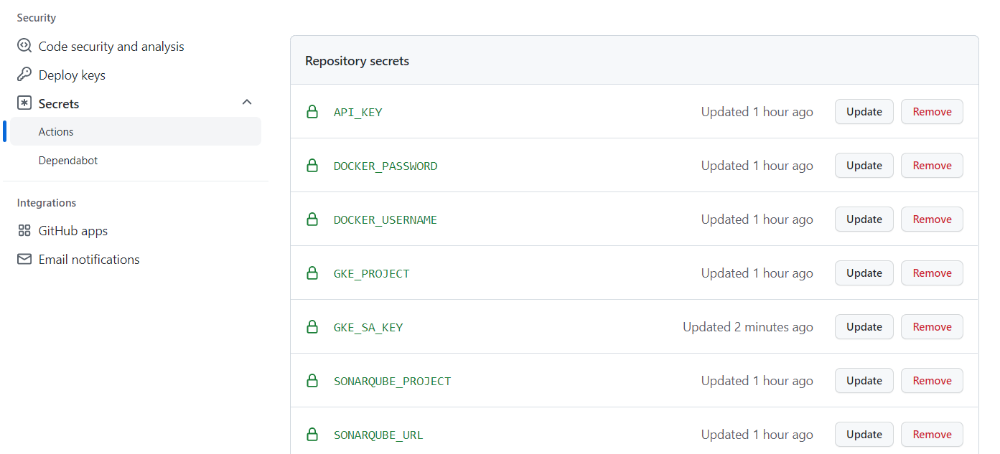 Security
Code security and analysis
Deploy keys
Secrets
Actions
Dependabot
Integrations
GitHub apps
Email notifications
Repository secrets
API_KEY Updated 1 hour ago Update Remove
DOCKER_PASSWORD Updated 1 hour ago Update Remove
DOCKER_USERNAME Updated 1 hour ago Update Remove
GKE_PROJECT Updated 1 hour ago Update Remove
GKE_SA_KEY Updated 2 minutes ago Update Remove
SONARQUBE_PROJECT Updated 1 hour ago Update Remove
SONARQUBE_URL Updated 1 hour ago Update Remove